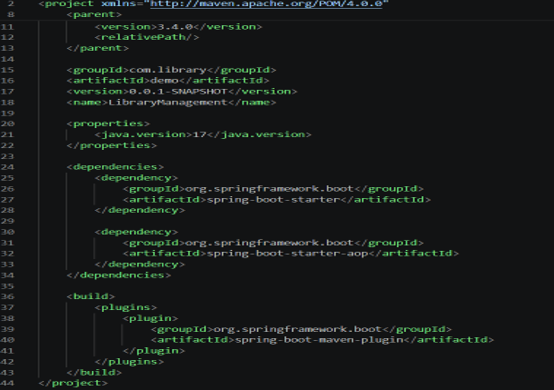 2 <project xmlns="http://maven.apache.org/POM/4.0.0"
8 <parent>
11 <version>3.4.0</version>
12 <relativePath/>
13 </parent>
14
15 <groupId>com.library</groupId>
16 <artifactId>demo</artifactId>
17 <version>0.0.1-SNAPSHOT</version>
18 <name>LibraryManagement</name>
19
20 <properties>
21 <java.version>17</java.version>
22 </properties>
23
24 <dependencies>
25 <dependency>
26 <groupId>org.springframework.boot</groupId>
27 <artifactId>spring-boot-starter</artifactId>
28 </dependency>
29
30 <dependency>
31 <groupId>org.springframework.boot</groupId>
32 <artifactId>spring-boot-starter-aop</artifactId>
33 </dependency>
34 </dependencies>
35
36 <build>
37 <plugins>
38 <plugin>
39 <groupId>org.springframework.boot</groupId>
40 <artifactId>spring-boot-maven-plugin</artifactId>
41 </plugin>
42 </plugins>
43 </build>
44 </project>